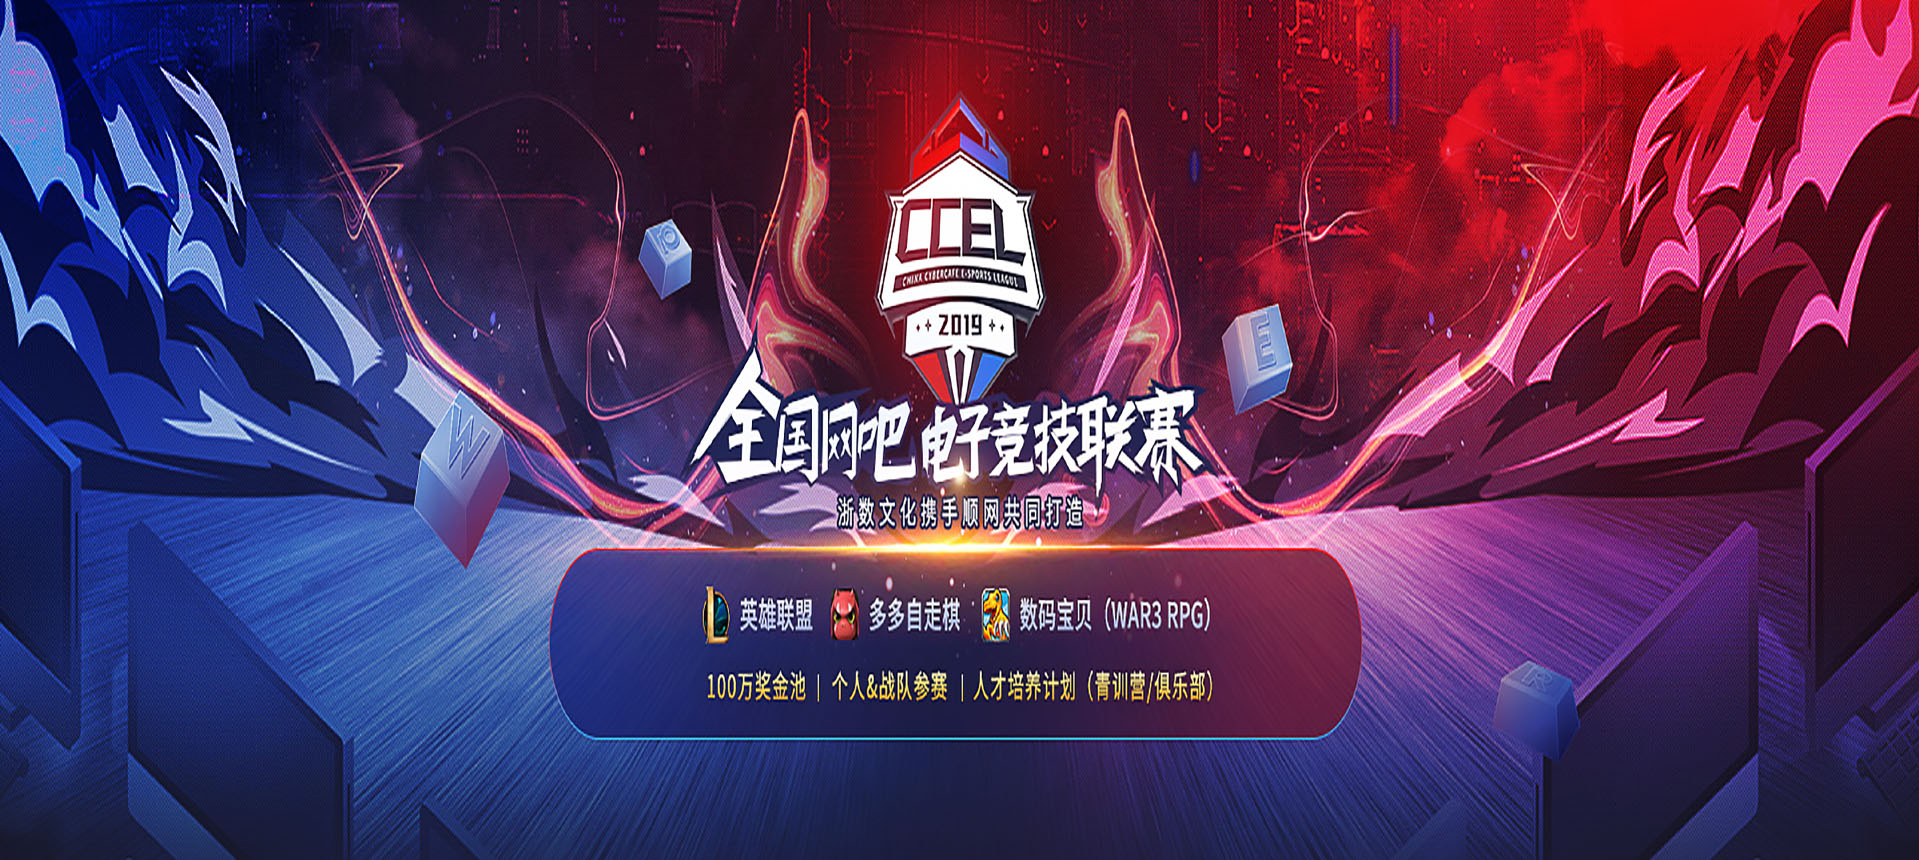 CCEL
CHINA CYBERCAFE E-SPORTS LEAGUE
2019
Q
W
E
R
全国网吧电子竞技联赛
浙数文化携手顺网共同打造
英雄联盟 多多自走棋 数码宝贝（WAR3 RPG）
100万奖金池 | 个人&战队参赛 | 人才培养计划（青训营/俱乐部）